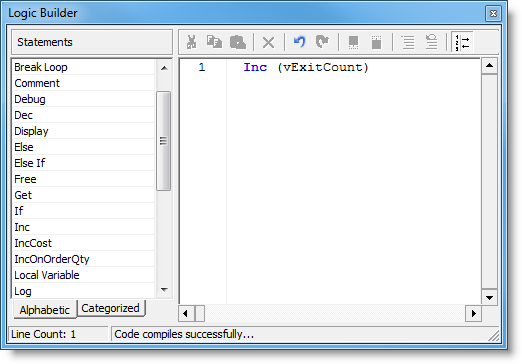 Logic Builder
Statements
Break Loop
Comment
Debug
Dec
Display
Else
Else If
Free
Get
If
Inc
IncCost
IncOnOrderQty
Local Variable
Log
Alphabetic Categorized
1 Inc (vExitCount)
Line Count: 1 Code compiles successfully...